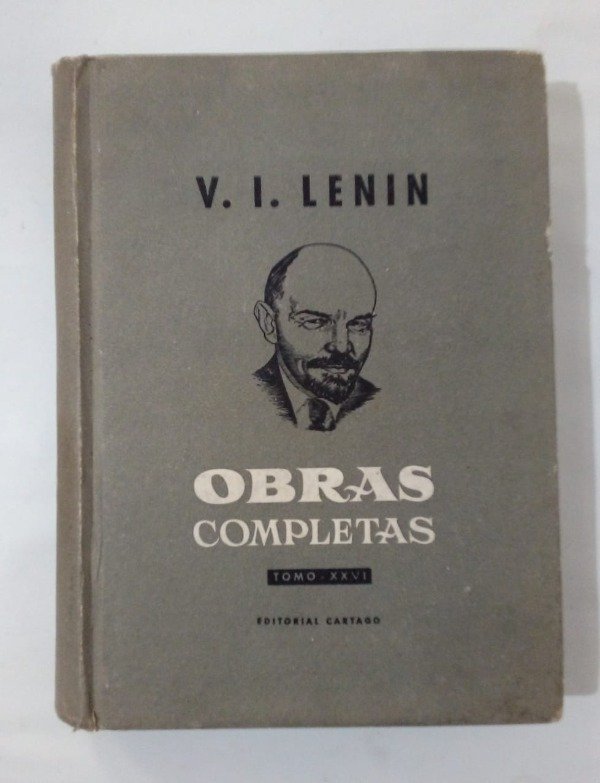 V. I. LENIN
OBRAS
COMPLETAS
TOMO - XXVI
EDITORIAL CARTAGO